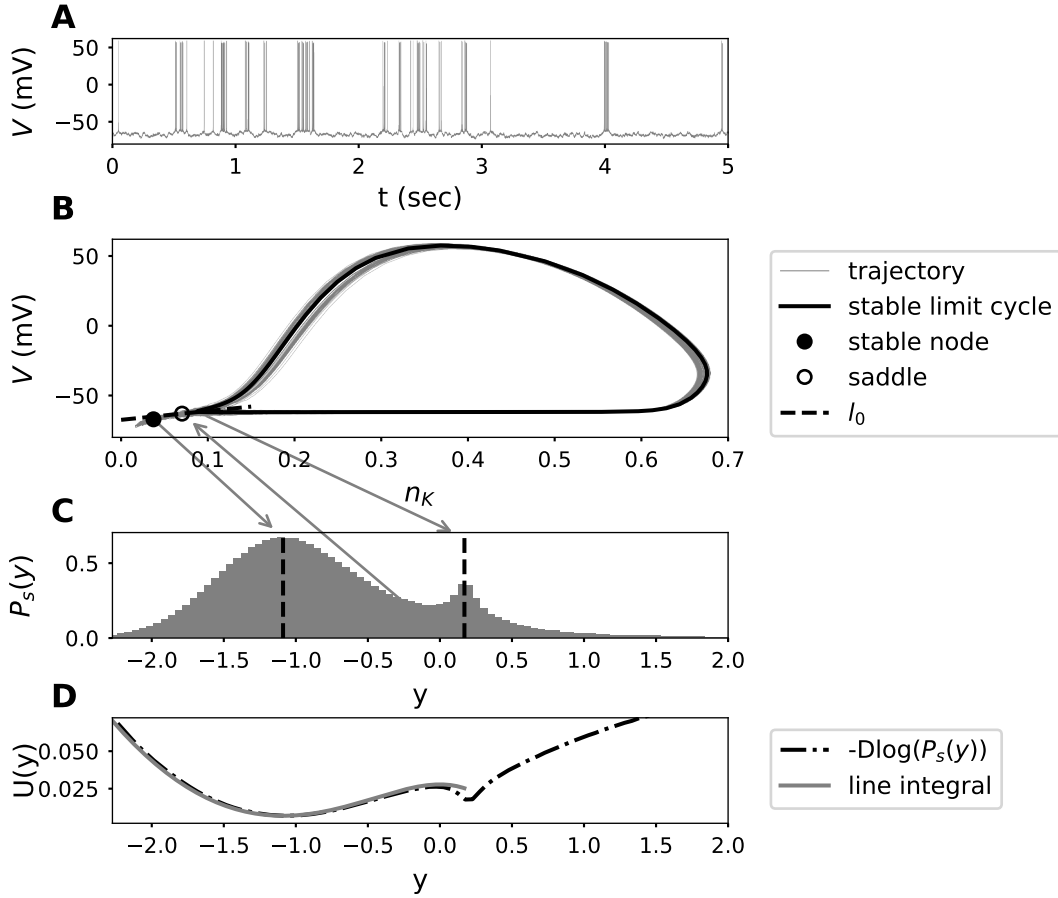 A
V (mV)
50
0
−50
0 1 2 3 4 5
t (sec)
B
V (mV)
50
0
−50
0.0 0.1 0.2 0.3 0.4 0.5 0.6 0.7
n_K
trajectory
stable limit cycle
stable node
saddle
l_0
C
P_s(y)
0.5
0.0
−2.0 −1.5 −1.0 −0.5 0.0 0.5 1.0 1.5 2.0
y
D
U(y)
0.050
0.025
−2.0 −1.5 −1.0 −0.5 0.0 0.5 1.0 1.5 2.0
y
-Dlog(P_s(y))
line integral